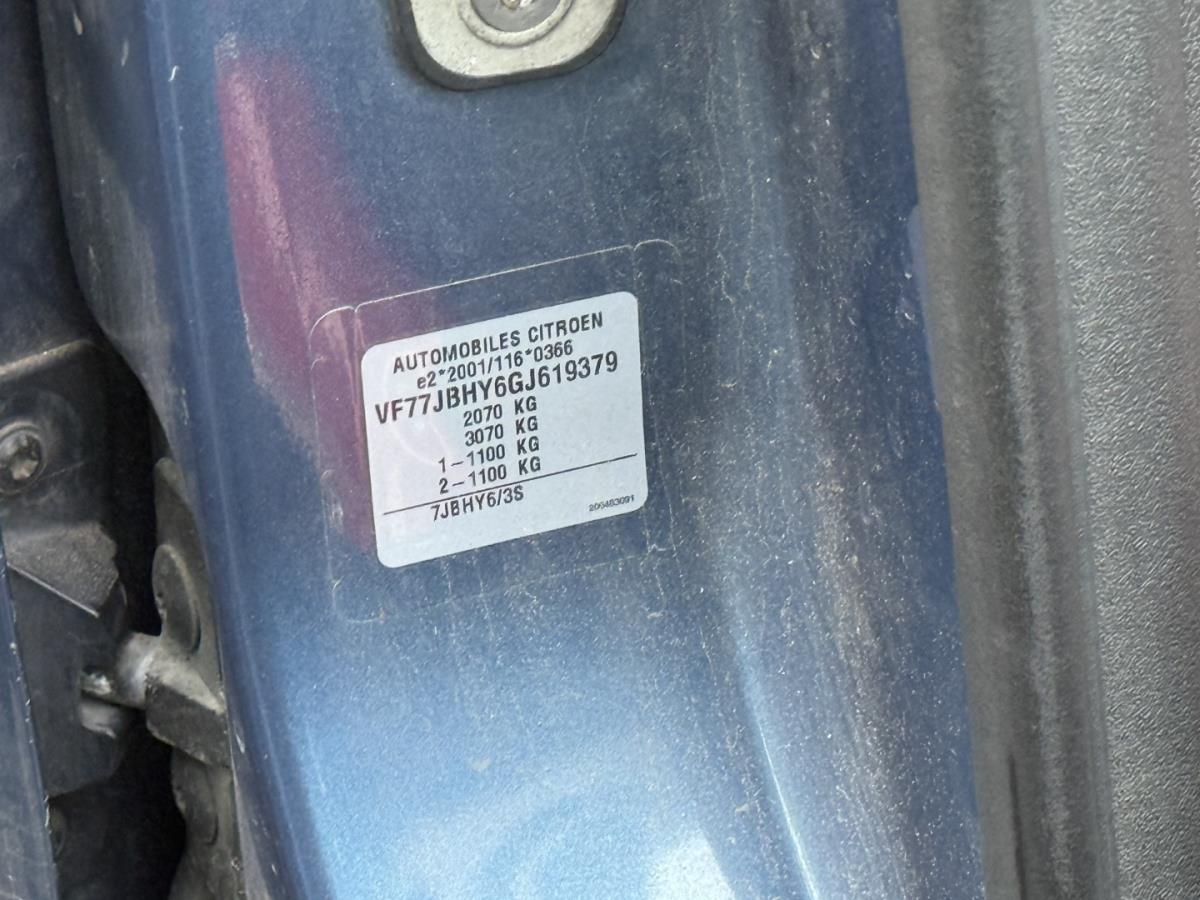 AUTOMOBILES CITROEN
e2*2001/116*0366
VF77JBHY6GJ619379
2070 KG
3070 KG
1-1100 KG
2-1100 KG
7JBHY6/3S
206483091